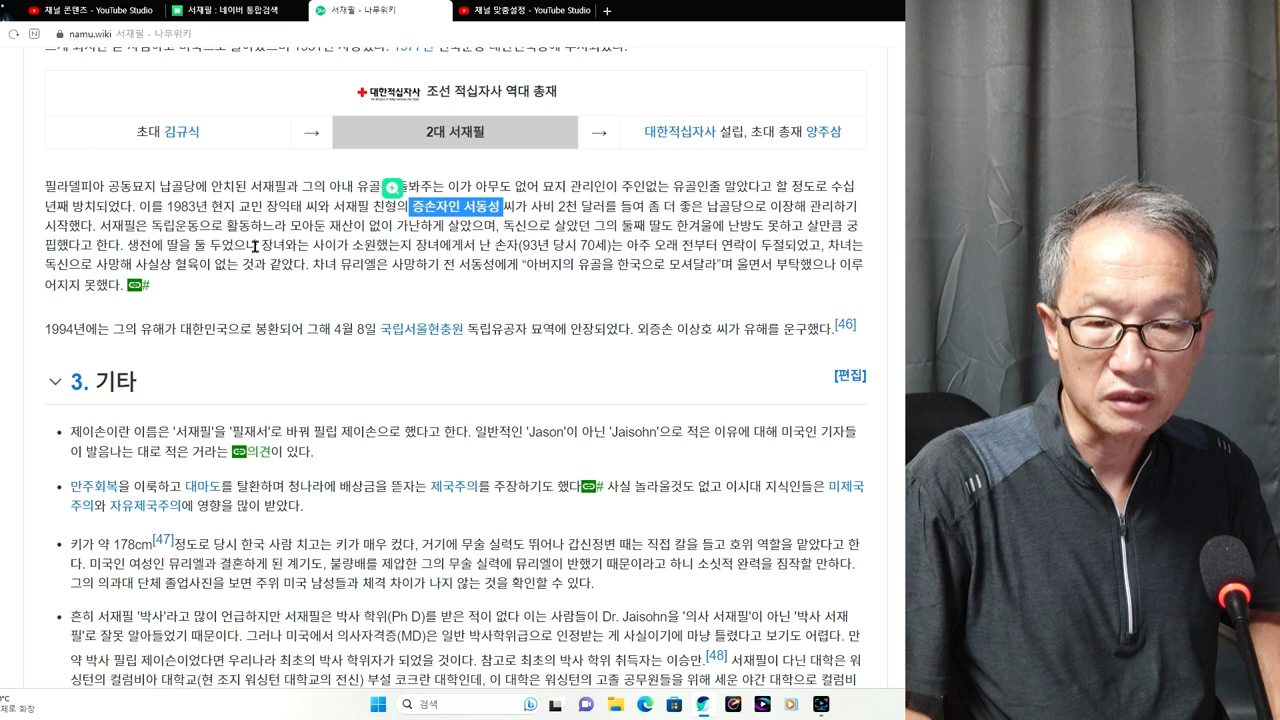 채널 콘텐츠 - YouTube Studio
서재필 : 네이버 통합검색
서재필 - 나무위키
채널 맞춤설정 - YouTube Studio
namu.wiki 서재필 - 나무위키
대한적십자사 조선 적십자사 역대 총재
초대 김규식 → 2대 서재필 → 대한적십자사 설립, 초대 총재 양주삼
필라델피아 공동묘지 납골당에 안치된 서재필과 그의 아내 유골 돌봐주는 이가 아무도 없어 묘지 관리인이 주인없는 유골인줄 알았다고 할 정도로 수십
년째 방치되었다. 이를 1983년 현지 교민 장익태 씨와 서재필 친형의 증손자인 서동성 씨가 사비 2천 달러를 들여 좀 더 좋은 납골당으로 이장해 관리하기
시작했다. 서재필은 독립운동으로 활동하느라 모아둔 재산이 없이 가난하게 살았으며, 독신으로 살았던 그의 둘째 딸도 한겨울에 난방도 못하고 살만큼 궁
핍했다고 한다. 생전에 딸을 둘 두었으나 장녀와는 사이가 소원했는지 장녀에게서 난 손자(93년 당시 70세)는 아주 오래 전부터 연락이 두절되었고, 차녀는
독신으로 사망해 사실상 혈육이 없는 것과 같았다. 차녀 뮤리엘은 사망하기 전 서동성에게 “아버지의 유골을 한국으로 모셔달라”며 울면서 부탁했으나 이루
어지지 못했다. #
1994년에는 그의 유해가 대한민국으로 봉환되어 그해 4월 8일 국립서울현충원 독립유공자 묘역에 안장되었다. 외증손 이상호 씨가 유해를 운구했다.[46]
3. 기타 [편집]
제이손이란 이름은 '서재필'을 '필재서'로 바꿔 필립 제이손으로 했다고 한다. 일반적인 'Jason'이 아닌 'Jaisohn'으로 적은 이유에 대해 미국인 기자들
이 발음나는 대로 적은 거라는 의견이 있다.
만주회복을 이룩하고 대마도를 탈환하며 청나라에 배상금을 뜯자는 제국주의를 주장하기도 했다# 사실 놀라울것도 없고 이시대 지식인들은 미제국
주의와 자유제국주의에 영향을 많이 받았다.
키가 약 178cm[47]정도로 당시 한국 사람 치고는 키가 매우 컸다, 거기에 무술 실력도 뛰어나 갑신정변 때는 직접 칼을 들고 호위 역할을 맡았다고 한
다. 미국인 여성인 뮤리엘과 결혼하게 된 계기도, 불량배를 제압한 그의 무술 실력에 뮤리엘이 반했기 때문이라고 하니 소싯적 완력을 짐작할 만하다.
그의 의과대 단체 졸업사진을 보면 주위 미국 남성들과 체격 차이가 나지 않는 것을 확인할 수 있다.
흔히 서재필 '박사'라고 많이 언급하지만 서재필은 박사 학위(Ph D)를 받은 적이 없다 이는 사람들이 Dr. Jaisohn을 '의사 서재필'이 아닌 '박사 서재
필'로 잘못 알아들었기 때문이다. 그러나 미국에서 의사자격증(MD)은 일반 박사학위급으로 인정받는 게 사실이기에 마냥 틀렸다고 보기도 어렵다. 만
약 박사 필립 제이슨이었다면 우리나라 최초의 박사 학위자가 되었을 것이다. 참고로 최초의 박사 학위 취득자는 이승만.[48] 서재필이 다닌 대학은 워
싱턴의 컬럼비아 대학교(현 조지 워싱턴 대학교의 전신) 부설 코크란 대학인데, 이 대학은 워싱턴의 고졸 공무원들을 위해 세운 야간 대학으로 컬럼비
검색